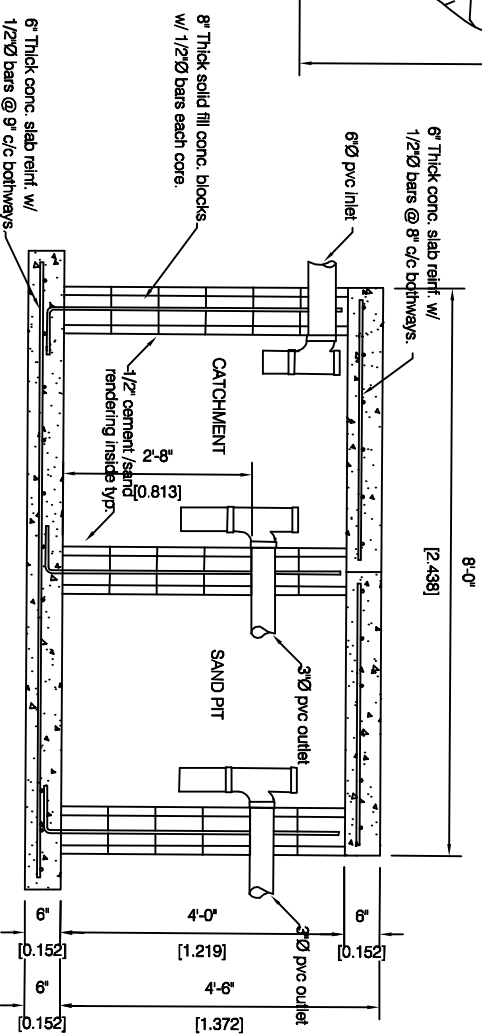 8" Thick solid fill conc. blocks
w/ 1/2"Ø bars each core.
6" Thick conc. slab reinf. w/
1/2"Ø bars @ 8" c/c bothways.
6"Ø pvc inlet
6" Thick conc. slab reinf. w/
1/2"Ø bars @ 9" c/c bothways.
CATCHMENT
1/2" cement /sand
rendering inside typ.
2'-8"
[0.813]
SAND PIT
3"Ø pvc outlet
3"Ø pvc outlet
8'-0"
[2.438]
6"
[0.152]
4'-0"
[1.219]
6"
[0.152]
6"
[0.152]
4'-6"
[1.372]